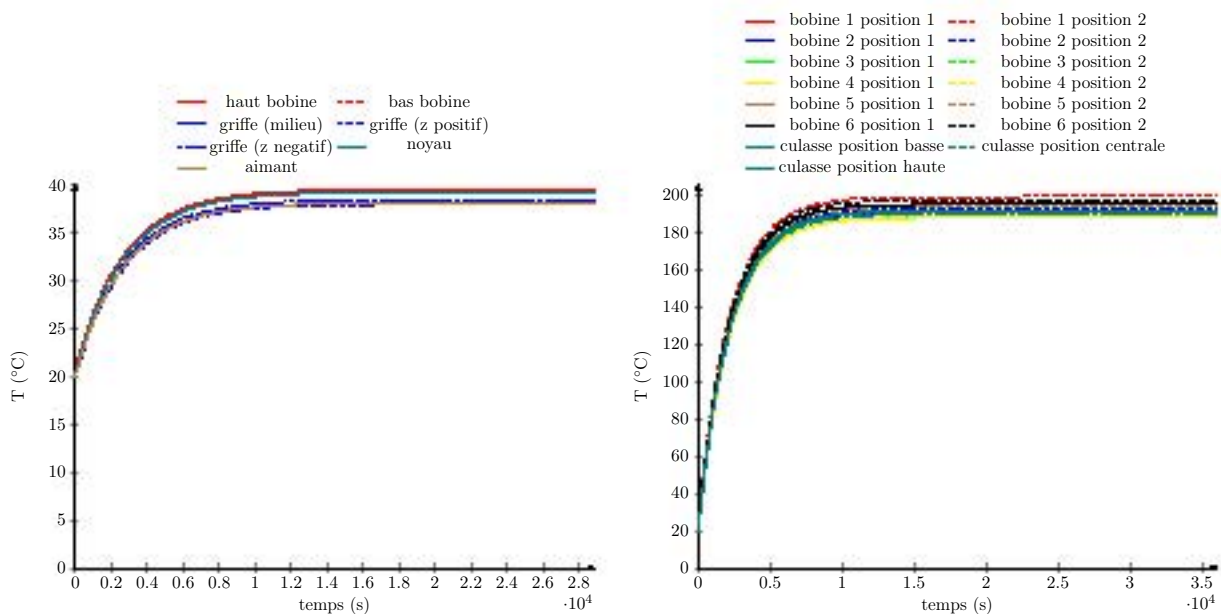 haut bobine bas bobine
griffe (milieu) griffe (z positif)
griffe (z negatif) noyau
aimant
40
35
30
25
20
15
10
5
0
T (°C)
0 0.2 0.4 0.6 0.8 1 1.2 1.4 1.6 1.8 2 2.2 2.4 2.6 2.8
temps (s)
·10⁴
bobine 1 position 1 bobine 1 position 2
bobine 2 position 1 bobine 2 position 2
bobine 3 position 1 bobine 3 position 2
bobine 4 position 1 bobine 4 position 2
bobine 5 position 1 bobine 5 position 2
bobine 6 position 1 bobine 6 position 2
culasse position basse culasse position centrale
culasse position haute
200
180
160
140
120
100
80
60
40
20
0
T (°C)
0 0.5 1 1.5 2 2.5 3 3.5
temps (s)
·10⁴